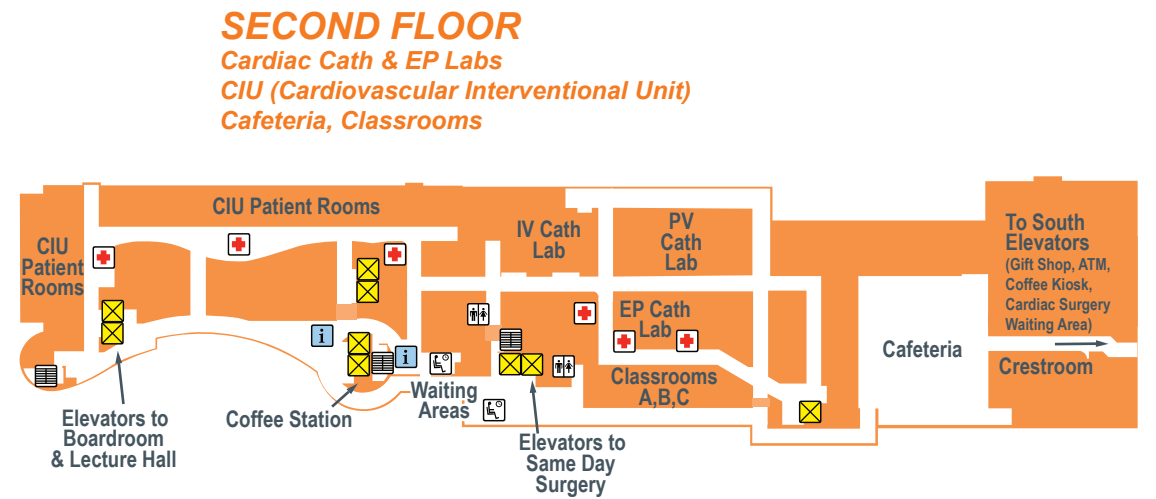 SECOND FLOOR
Cardiac Cath & EP Labs
CIU (Cardiovascular Interventional Unit)
Cafeteria, Classrooms
CIU Patient Rooms
CIU
Patient
Rooms
IV Cath
Lab
PV
Cath
Lab
To South
Elevators
(Gift Shop, ATM,
Coffee Kiosk,
Cardiac Surgery
Waiting Area)
EP Cath
Lab
i
i
Cafeteria
Crestroom
Classrooms
A,B,C
Waiting
Areas
Coffee Station
Elevators to
Boardroom
& Lecture Hall
Elevators to
Same Day
Surgery